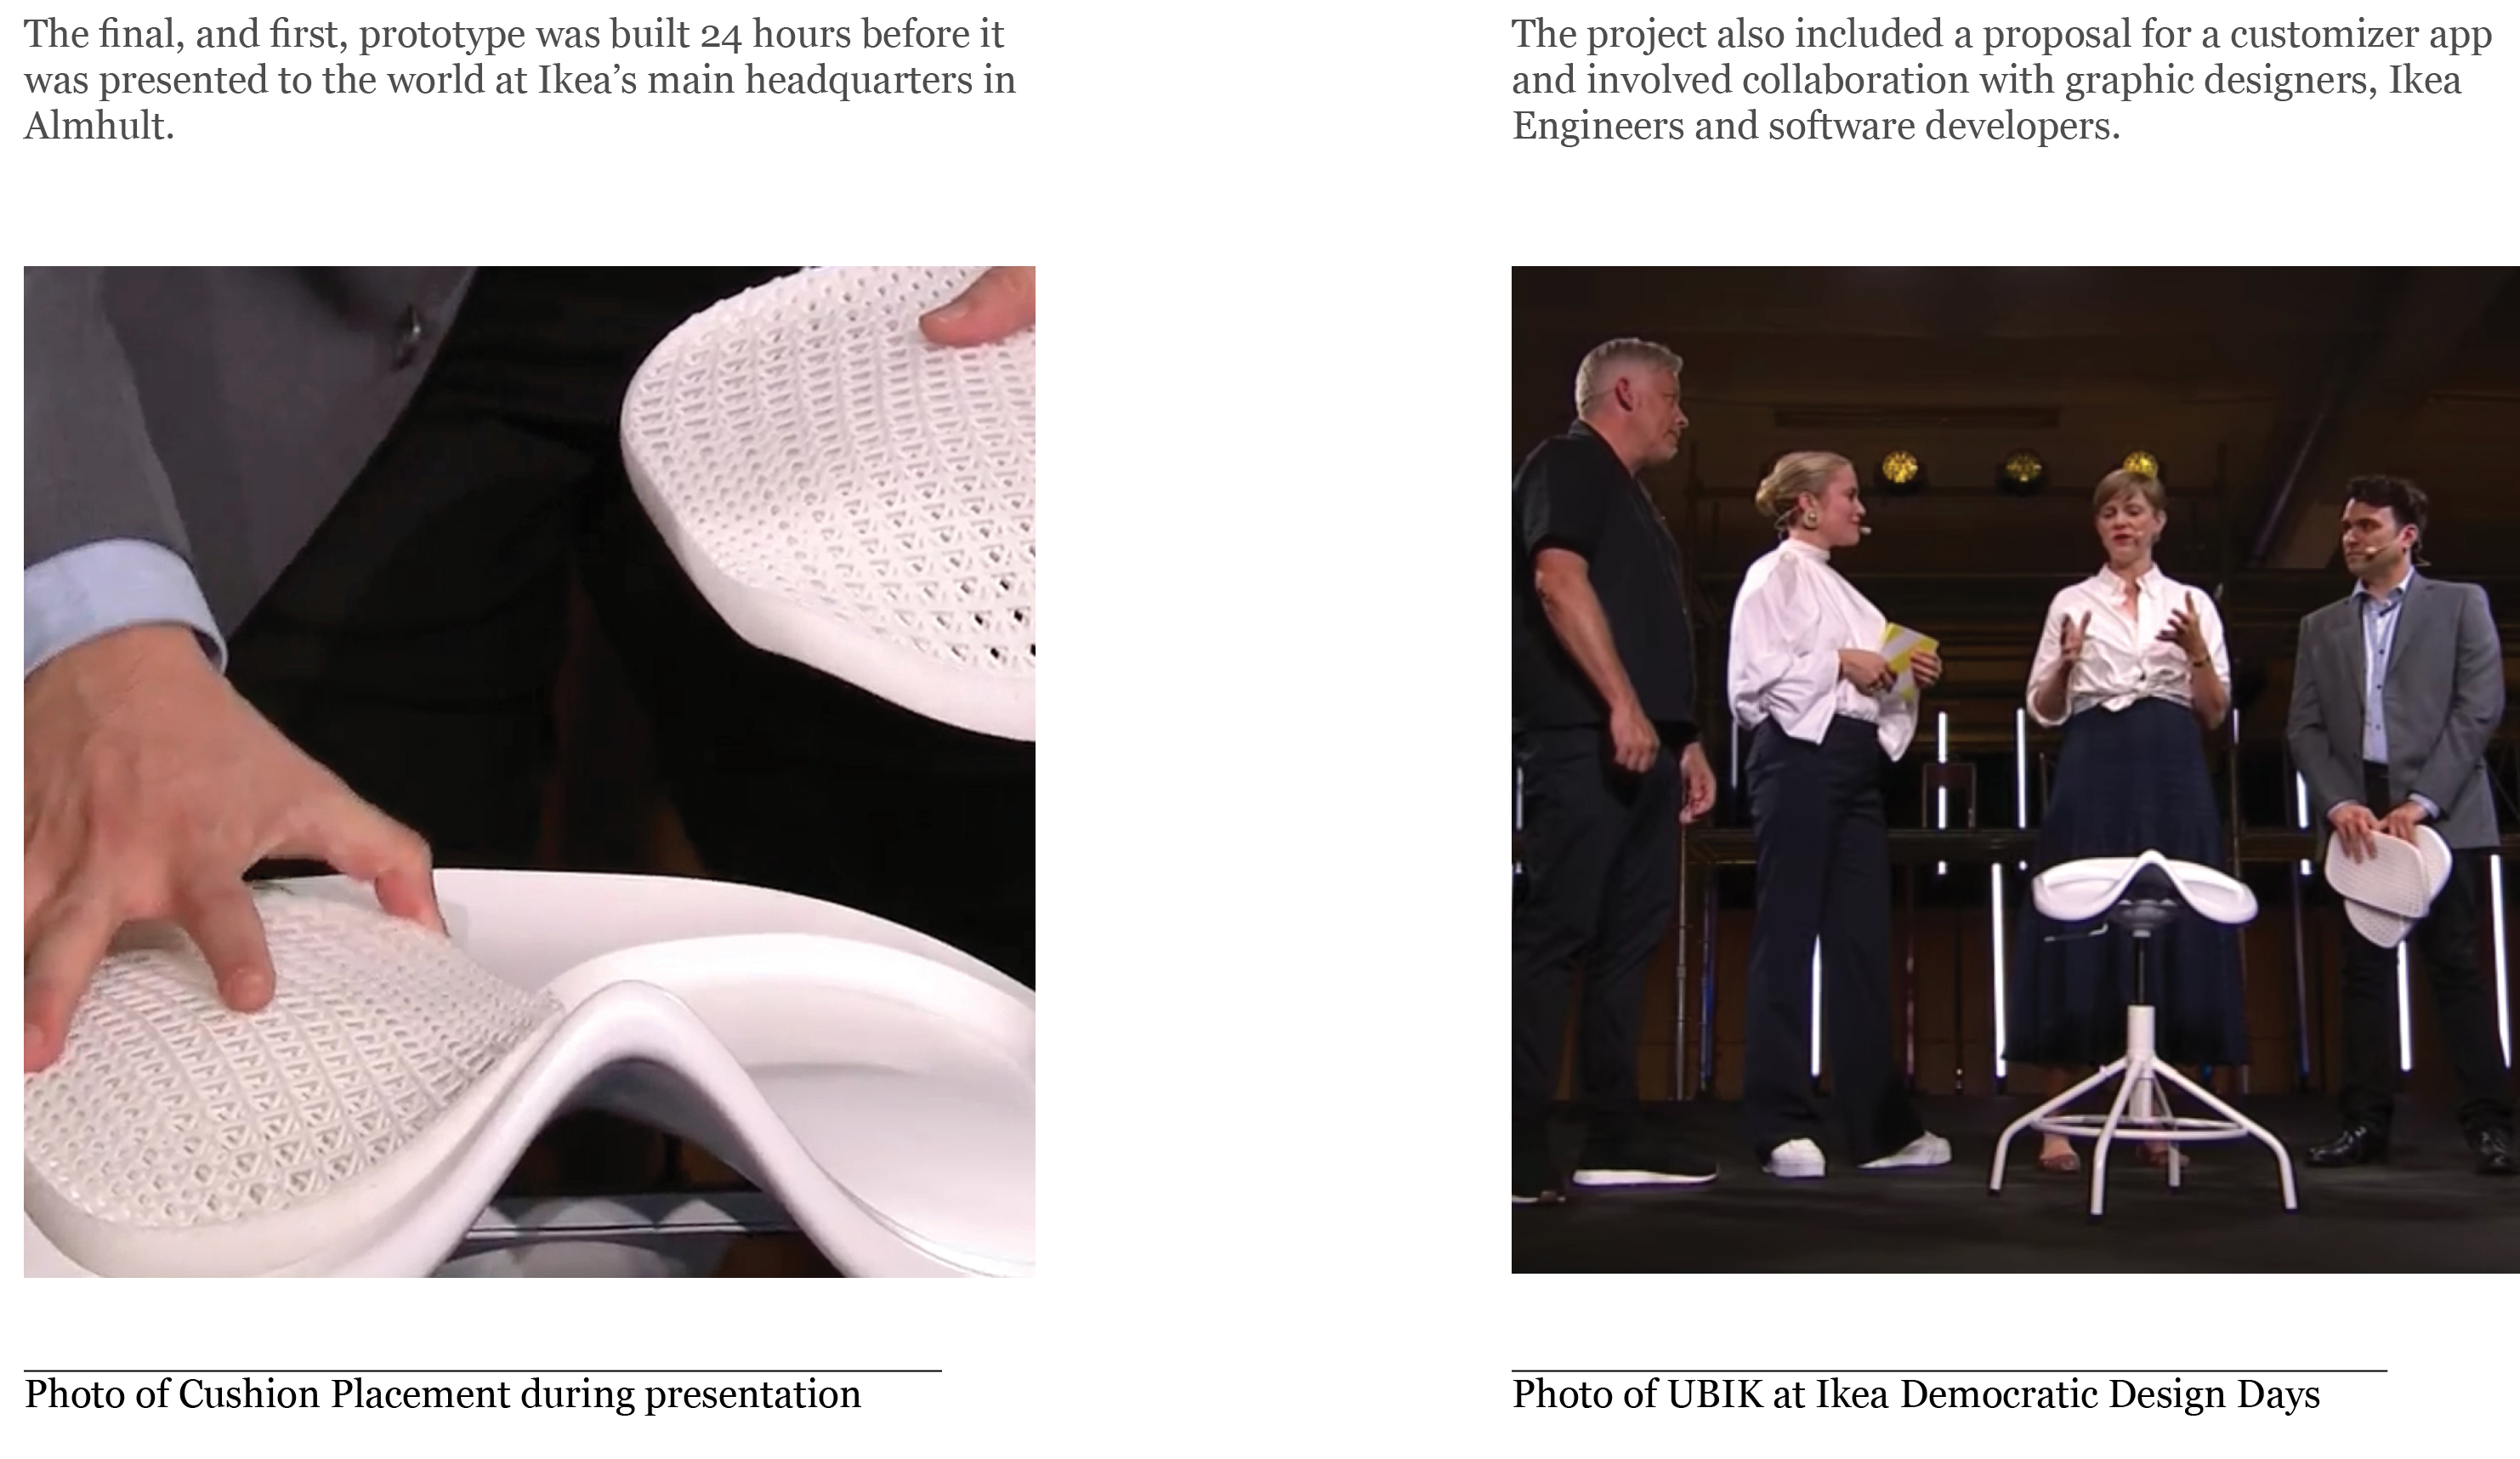 The final, and first, prototype was built 24 hours before it
was presented to the world at Ikea’s main headquarters in
Almhult.
The project also included a proposal for a customizer app
and involved collaboration with graphic designers, Ikea
Engineers and software developers.
Photo of Cushion Placement during presentation
Photo of UBIK at Ikea Democratic Design Days